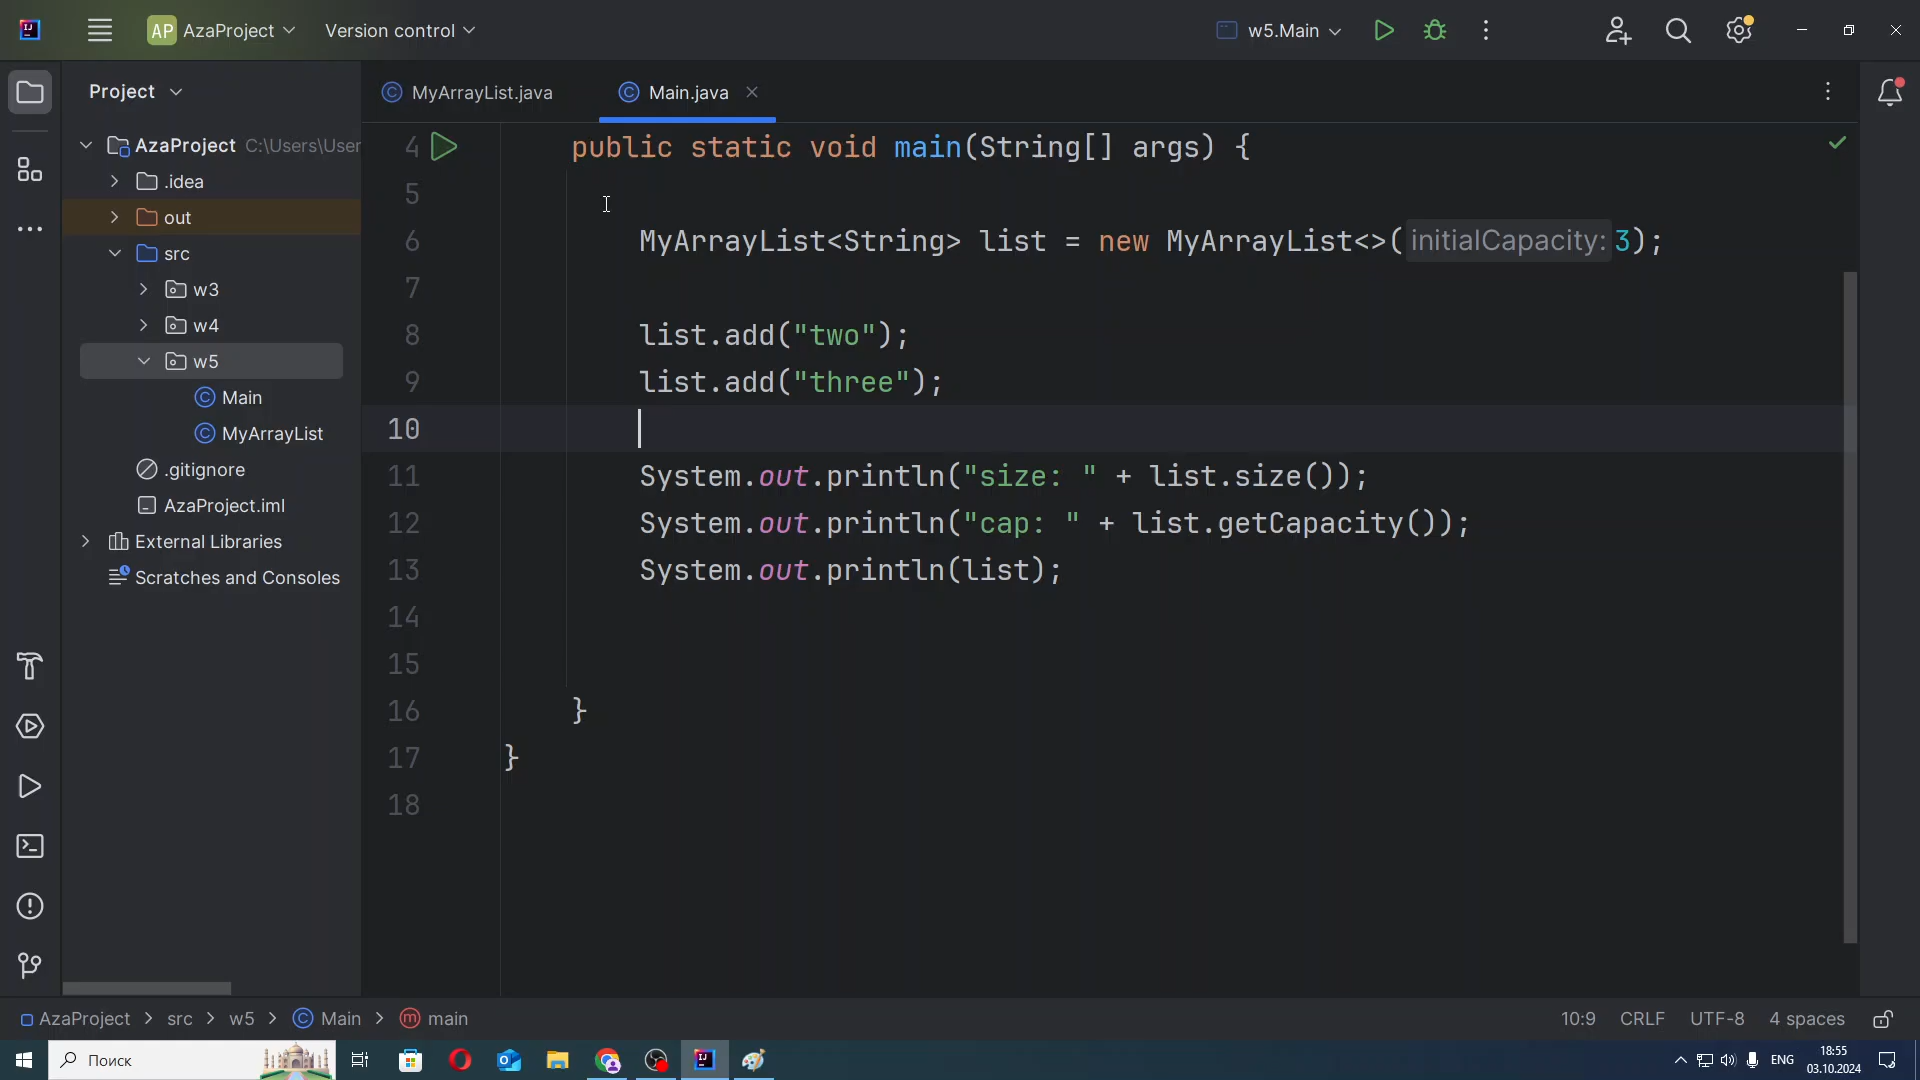 AP AzaProject Version control w5.Main
Project MyArrayList.java Main.java
AzaProject C:\Users\User
.idea
out
src
w3
w4
w5
Main
MyArrayList
.gitignore
AzaProject.iml
External Libraries
Scratches and Consoles
4 public static void main(String[] args) {
5
6 MyArrayList<String> list = new MyArrayList<>(initialCapacity: 3);
7
8 list.add("two");
9 list.add("three");
10
11 System.out.println("size: " + list.size());
12 System.out.println("cap: " + list.getCapacity());
13 System.out.println(list);
14
15
16 }
17 }
18
AzaProject > src > w5 > Main > main 10:9 CRLF UTF-8 4 spaces
Поиск ENG 18:55
03.10.2024